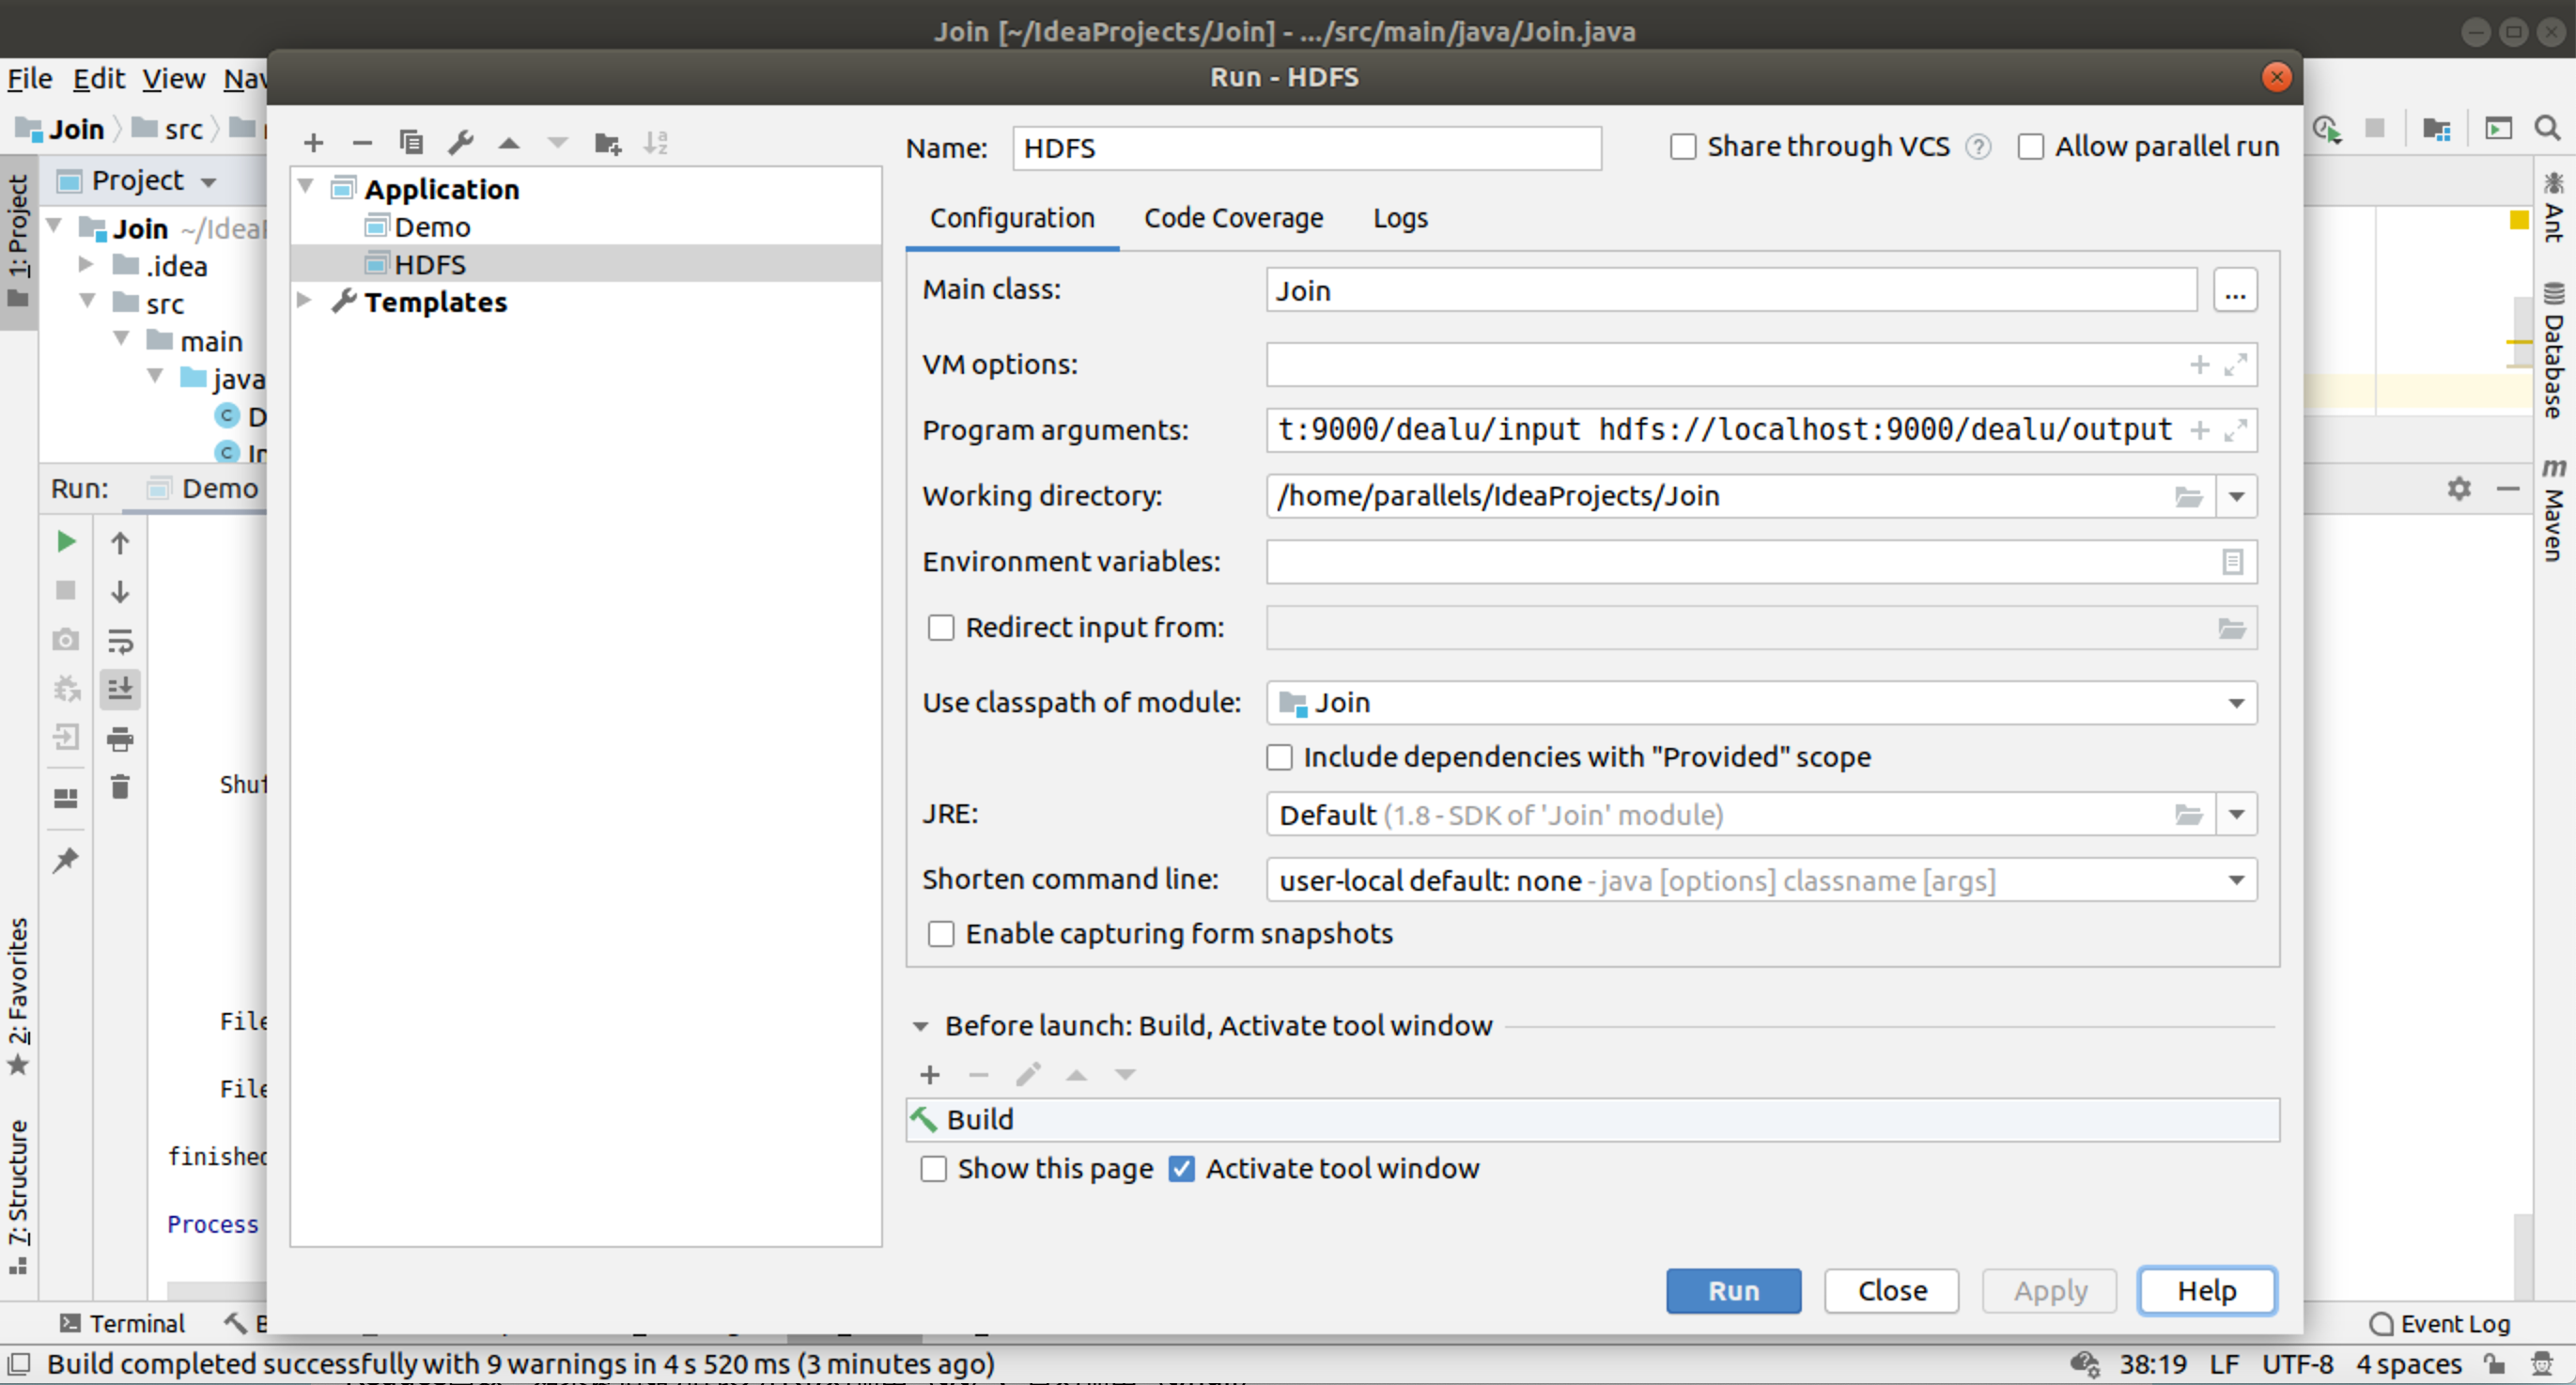 Join [~/IdeaProjects/Join] - .../src/main/java/Join.java
Run - HDFS
File Edit View Nav
Join src
Name: HDFS
Share through VCS ? Allow parallel run
Project
Application
Demo
HDFS
Templates
Configuration Code Coverage Logs
Join ~/Idea
.idea
src
main
java
C D
C In
1: Project
Ant
Database
m Maven
Main class: Join ...
VM options:
Program arguments: t:9000/dealu/input hdfs://localhost:9000/dealu/output
Working directory: /home/parallels/IdeaProjects/Join
Environment variables:
Redirect input from:
Use classpath of module: Join
Include dependencies with "Provided" scope
JRE: Default (1.8 - SDK of 'Join' module)
Shorten command line: user-local default: none - java [options] classname [args]
Enable capturing form snapshots
Run: Demo
Shuf
File
File
finished
Process
2: Favorites
7: Structure
Before launch: Build, Activate tool window
Build
Show this page Activate tool window
Run Close Apply Help
Terminal B
Event Log
Build completed successfully with 9 warnings in 4 s 520 ms (3 minutes ago)
38:19 LF UTF-8 4 spaces